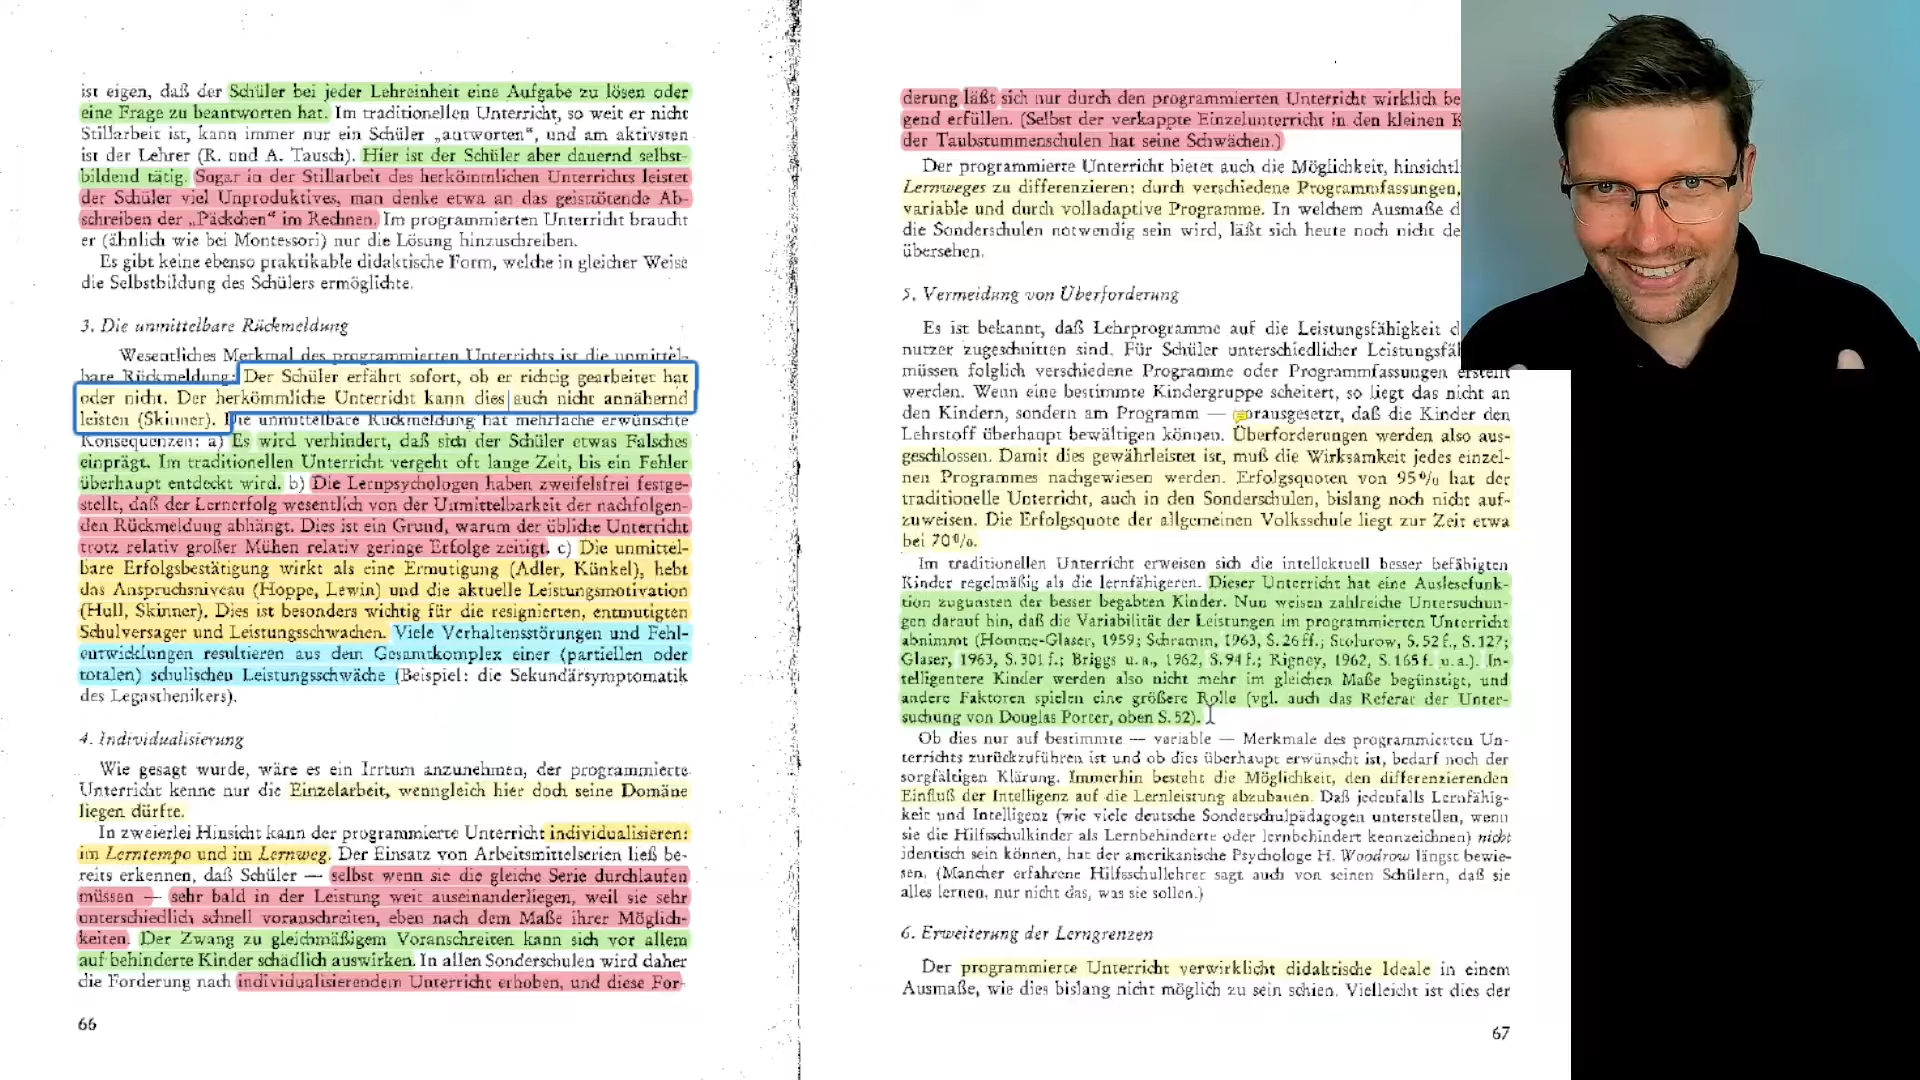 ist eigen, daß der Schüler bei jeder Lehreinheit eine Aufgabe zu lösen oder
eine Frage zu beantworten hat. Im traditionellen Unterricht, so weit er nicht
Stillarbeit ist, kann immer nur ein Schüler „antworten“, und am aktivsten
ist der Lehrer (R. und A. Tausch). Hier ist der Schüler aber dauernd selbst-
bildend tätig. Sogar in der Stillarbeit des herkömmlichen Unterrichts leistet
der Schüler viel Unproduktives, man denke etwa an das geisttötende Ab-
schreiben der „Päckchen“ im Rechnen. Im programmierten Unterricht braucht
er (ähnlich wie bei Montessori) nur die Lösung hinzuschreiben.
Es gibt keine ebenso praktikable didaktische Form, welche in gleicher Weise
die Selbstbildung des Schülers ermöglichte.
3. Die unmittelbare Rückmeldung
Wesentliches Merkmal des programmierten Unterrichts ist die unmittel-
bare Rückmeldung: Der Schüler erfährt sofort, ob er richtig gearbeitet hat
oder nicht. Der herkömmliche Unterricht kann dies auch nicht annähernd
leisten (Skinner). Die unmittelbare Rückmeldung hat mehrfache erwünschte
Konsequenzen: a) Es wird verhindert, daß sich der Schüler etwas Falsches
einprägt. Im traditionellen Unterricht vergeht oft lange Zeit, bis ein Fehler
überhaupt entdeckt wird. b) Die Lernpsychologen haben zweifelsfrei festge-
stellt, daß der Lernerfolg wesentlich von der Unmittelbarkeit der nachfolgen-
den Rückmeldung abhängt. Dies ist ein Grund, warum der übliche Unterricht
trotz relativ großer Mühen relativ geringe Erfolge zeitigt. c) Die unmittel-
bare Erfolgsbestätigung wirkt als eine Ermutigung (Adler, Künkel), hebt
das Anspruchsniveau (Hoppe, Lewin) und die aktuelle Leistungsmotivation
(Hull, Skinner). Dies ist besonders wichtig für die resignierten, entmutigten
Schulversager und Leistungsschwachen. Viele Verhaltensstörungen und Fehl-
entwicklungen resultieren aus dem Gesamtkomplex einer (partiellen oder
totalen) schulischen Leistungsschwäche (Beispiel: die Sekundärsymptomatik
des Legasthenikers).
4. Individualisierung
Wie gesagt wurde, wäre es ein Irrtum anzunehmen, der programmierte
Unterricht kenne nur die Einzelarbeit, wenngleich hier doch seine Domäne
liegen dürfte.
In zweierlei Hinsicht kann der programmierte Unterricht individualisieren:
im Lerntempo und im Lernweg. Der Einsatz von Arbeitsmittelserien ließ be-
reits erkennen, daß Schüler — selbst wenn sie die gleiche Serie durchlaufen
müssen — sehr bald in der Leistung weit auseinanderliegen, weil sie sehr
unterschiedlich schnell voranschreiten, eben nach dem Maße ihrer Möglich-
keiten. Der Zwang zu gleichmäßigem Voranschreiten kann sich vor allem
auf behinderte Kinder schädlich auswirken. In allen Sonderschulen wird daher
die Forderung nach individualisierendem Unterricht erhoben, und diese For-
66
derung läßt sich nur durch den programmierten Unterricht wirklich be
gend erfüllen. (Selbst der verkappte Einzelunterricht in den kleinen K
der Taubstummenschulen hat seine Schwächen.)
Der programmierte Unterricht bietet auch die Möglichkeit, hinsichtl
Lernweges zu differenzieren: durch verschiedene Programmfassungen,
variable und durch volladaptive Programme. In welchem Ausmaße d
die Sonderschulen notwendig sein wird, läßt sich heute noch nicht de
übersehen.
5. Vermeidung von Überforderung
Es ist bekannt, daß Lehrprogramme auf die Leistungsfähigkeit d
nutzer zugeschnitten sind. Für Schüler unterschiedlicher Leistungsfäl
müssen folglich verschiedene Programme oder Programmfassungen erstellt
werden. Wenn eine bestimmte Kindergruppe scheitert, so liegt das nicht an
den Kindern, sondern am Programm — vorausgesetzt, daß die Kinder den
Lehrstoff überhaupt bewältigen können. Überforderungen werden also aus-
geschlossen. Damit dies gewährleistet ist, muß die Wirksamkeit jedes einzel-
nen Programmes nachgewiesen werden. Erfolgsquoten von 95% hat der
traditionelle Unterricht, auch in den Sonderschulen, bislang noch nicht auf-
zuweisen. Die Erfolgsquote der allgemeinen Volksschule liegt zur Zeit etwa
bei 70%.
Im traditionellen Unterricht erweisen sich die intellektuell besser befähigten
Kinder regelmäßig als die lernfähigeren. Dieser Unterricht hat eine Auslesefunk-
tion zugunsten der besser begabten Kinder. Nun weisen zahlreiche Untersuchun-
gen darauf hin, daß die Variabilität der Leistungen im programmierten Unterricht
abnimmt (Homme-Glaser, 1959; Schramm, 1963, S. 26 ff.; Stolurow, S. 52 f., S. 127;
Glaser, 1963, S. 301 f.; Briggs u. a., 1962, S. 94 f.; Rigney, 1962, S. 165 f. u. a.). In-
telligentere Kinder werden also nicht mehr im gleichen Maße begünstigt, und
andere Faktoren spielen eine größere Rolle (vgl. auch das Referat der Unter-
suchung von Douglas Porter, oben S. 52).
Ob dies nur auf bestimmte — variable — Merkmale des programmierten Un-
terrichts zurückzuführen ist und ob dies überhaupt erwünscht ist, bedarf noch der
sorgfältigen Klärung. Immerhin besteht die Möglichkeit, den differenzierenden
Einfluß der Intelligenz auf die Lernleistung abzubauen. Daß jedenfalls Lernfähig-
keit und Intelligenz (wie viele deutsche Sonderschulpädagogen unterstellen, wenn
sie die Hilfsschulkinder als Lernbehinderte oder lernbehindert kennzeichnen) nicht
identisch sein können, hat der amerikanische Psychologe H. Woodrow längst bewie-
sen. (Mancher erfahrene Hilfsschullehrer sagt auch von seinen Schülern, daß sie
alles lernen, nur nicht das, was sie sollen.)
6. Erweiterung der Lerngrenzen
Der programmierte Unterricht verwirklicht didaktische Ideale in einem
Ausmaße, wie dies bislang nicht möglich zu sein schien. Vielleicht ist dies der
67